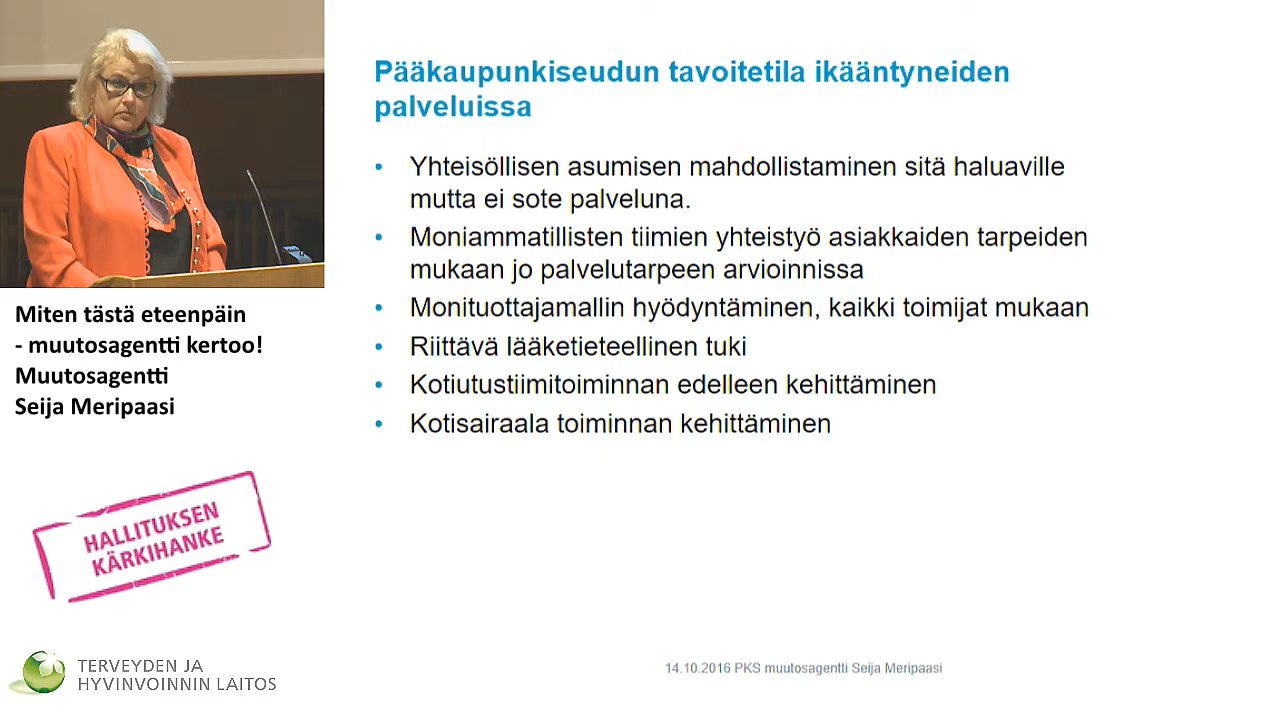 Pääkaupunkiseudun tavoitetila ikääntyneiden
palveluissa
• Yhteisöllisen asumisen mahdollistaminen sitä haluaville
mutta ei sote palveluna.
• Moniammatillisten tiimien yhteistyö asiakkaiden tarpeiden
mukaan jo palvelutarpeen arvioinnissa
• Monituottajamallin hyödyntäminen, kaikki toimijat mukaan
• Riittävä lääketieteellinen tuki
• Kotiutustiimitoiminnan edelleen kehittäminen
• Kotisairaala toiminnan kehittäminen
Miten tästä eteenpäin
- muutosagentti kertoo!
Muutosagentti
Seija Meripaasi
HALLITUKSEN
KÄRKIHANKE
TERVEYDEN JA
HYVINVOINNIN LAITOS
14.10.2016 PKS muutosagentti Seija Meripaasi